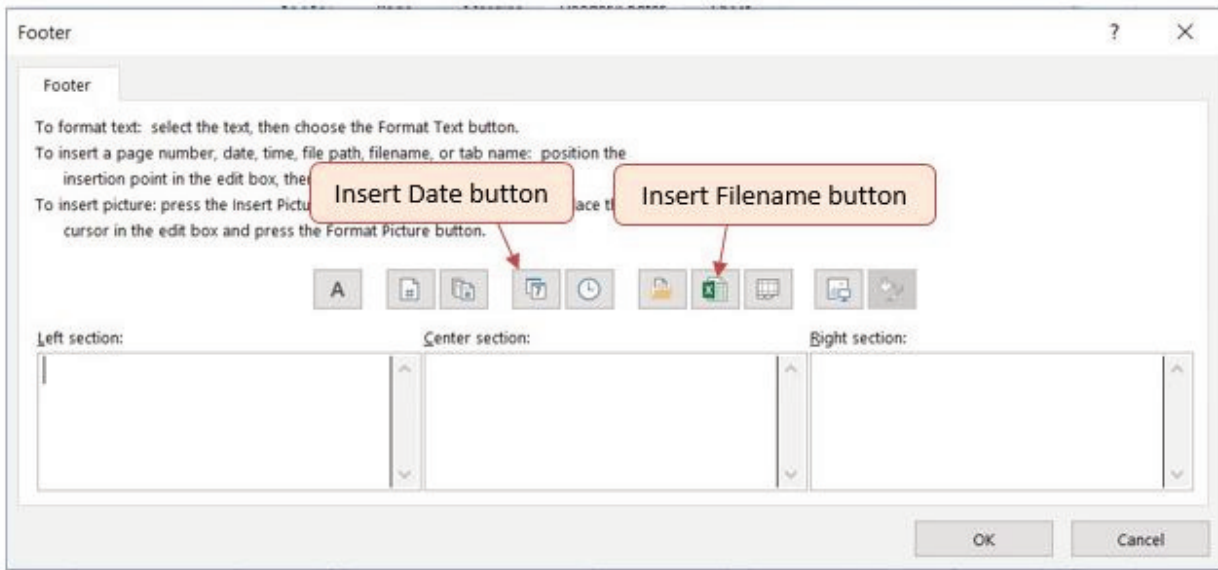 Footer
?
Footer
To format text: select the text, then choose the Format Text button.
To insert a page number, date, time, file path, filename, or tab name: position the
insertion point in the edit box, the
Insert Date button
Insert Filename button
To insert picture: press the Insert Pictu
ace th
cursor in the edit box and press the Format Picture button.
A
Left section:
Center section:
Right section:
OK
Cancel